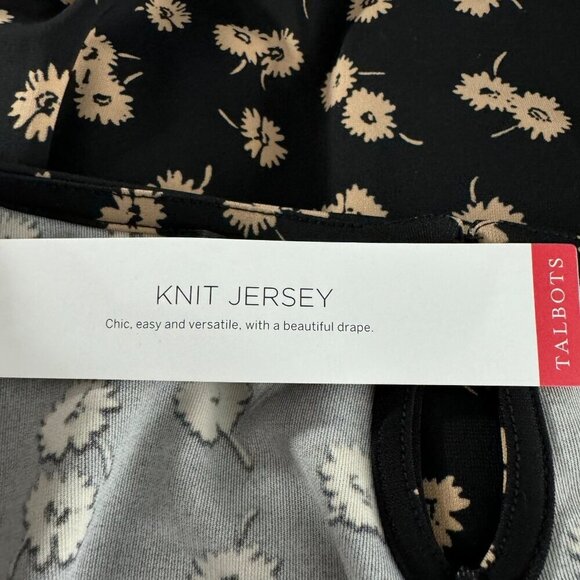 KNIT JERSEY
Chic, easy and versatile, with a beautiful drape.
TALBOTS